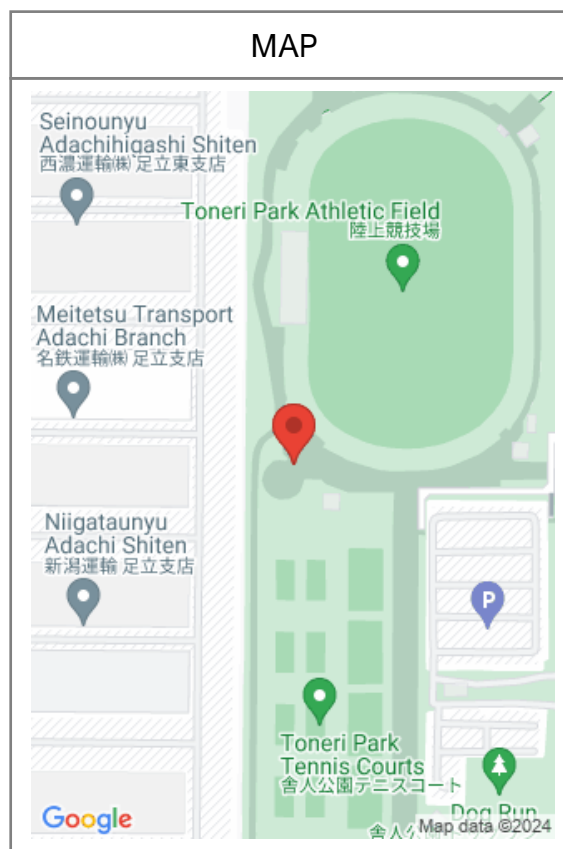 MAP
Seinounyu
Adachihigashi Shiten
西濃運輸㈱ 足立東支店
Toneri Park Athletic Field
陸上競技場
Meitetsu Transport
Adachi Branch
名鉄運輸㈱ 足立支店
Niigataunyu
Adachi Shiten
新潟運輸 足立支店
P
Toneri Park
Tennis Courts
舎人公園テニスコート
Dog Run
舎人公
Google
Map data ©2024